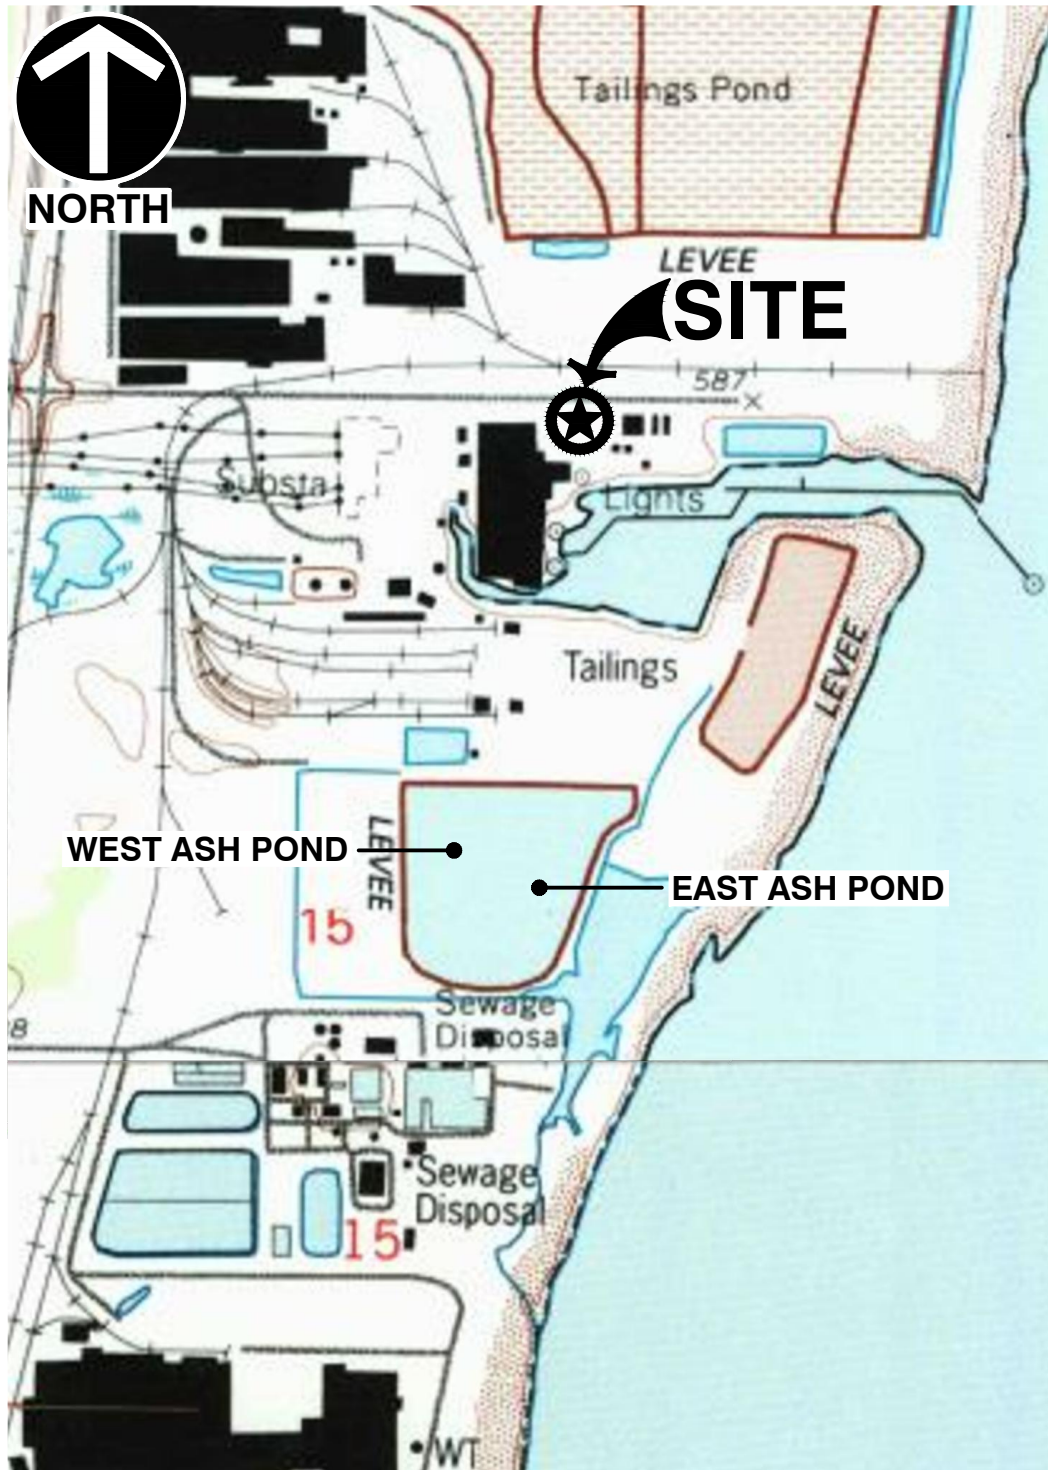 NORTH
Tailings Pond
LEVEE
SITE
587
Substa
Lights
Tailings
LEVEE
LEVEE
WEST ASH POND
EAST ASH POND
15
Sewage
Disposal
8
Sewage
Disposal
15
WT